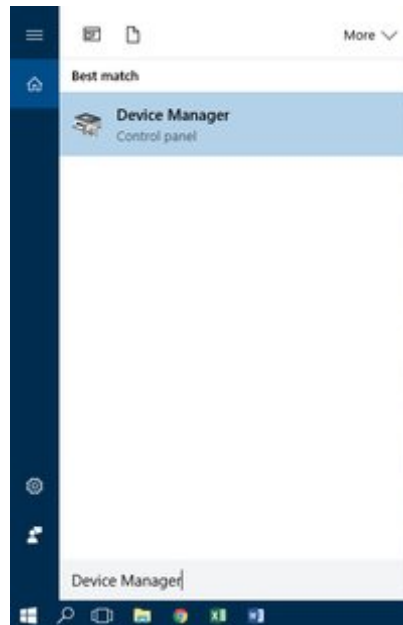 More
Best match
Device Manager
Control panel
Device Manager